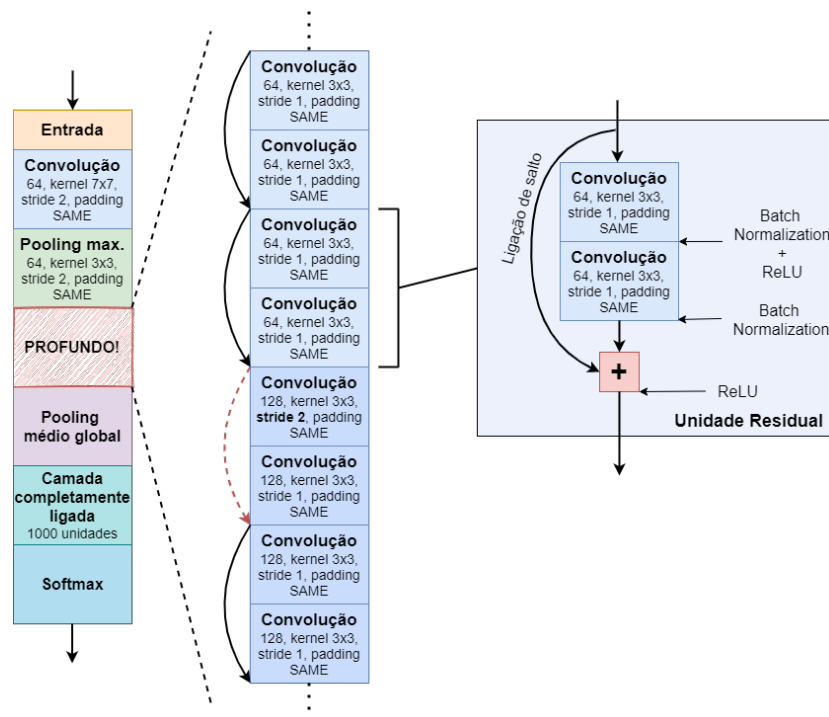 Entrada
Convolução
64, kernel 7x7,
stride 2, padding
SAME
Pooling max.
64, kernel 3x3,
stride 2, padding
SAME
PROFUNDO!
Pooling
médio global
Camada
completamente
ligada
1000 unidades
Softmax
Convolução
64, kernel 3x3,
stride 1, padding
SAME
Convolução
64, kernel 3x3,
stride 1, padding
SAME
Convolução
64, kernel 3x3,
stride 1, padding
SAME
Convolução
64, kernel 3x3,
stride 1, padding
SAME
Convolução
128, kernel 3x3,
stride 2, padding
SAME
Convolução
128, kernel 3x3,
stride 1, padding
SAME
Convolução
128, kernel 3x3,
stride 1, padding
SAME
Convolução
128, kernel 3x3,
stride 1, padding
SAME
Ligação de salto
Convolução
64, kernel 3x3,
stride 1, padding
SAME
Convolução
64, kernel 3x3,
stride 1, padding
SAME
+
Batch
Normalization
+
ReLU
Batch
Normalization
ReLU
Unidade Residual